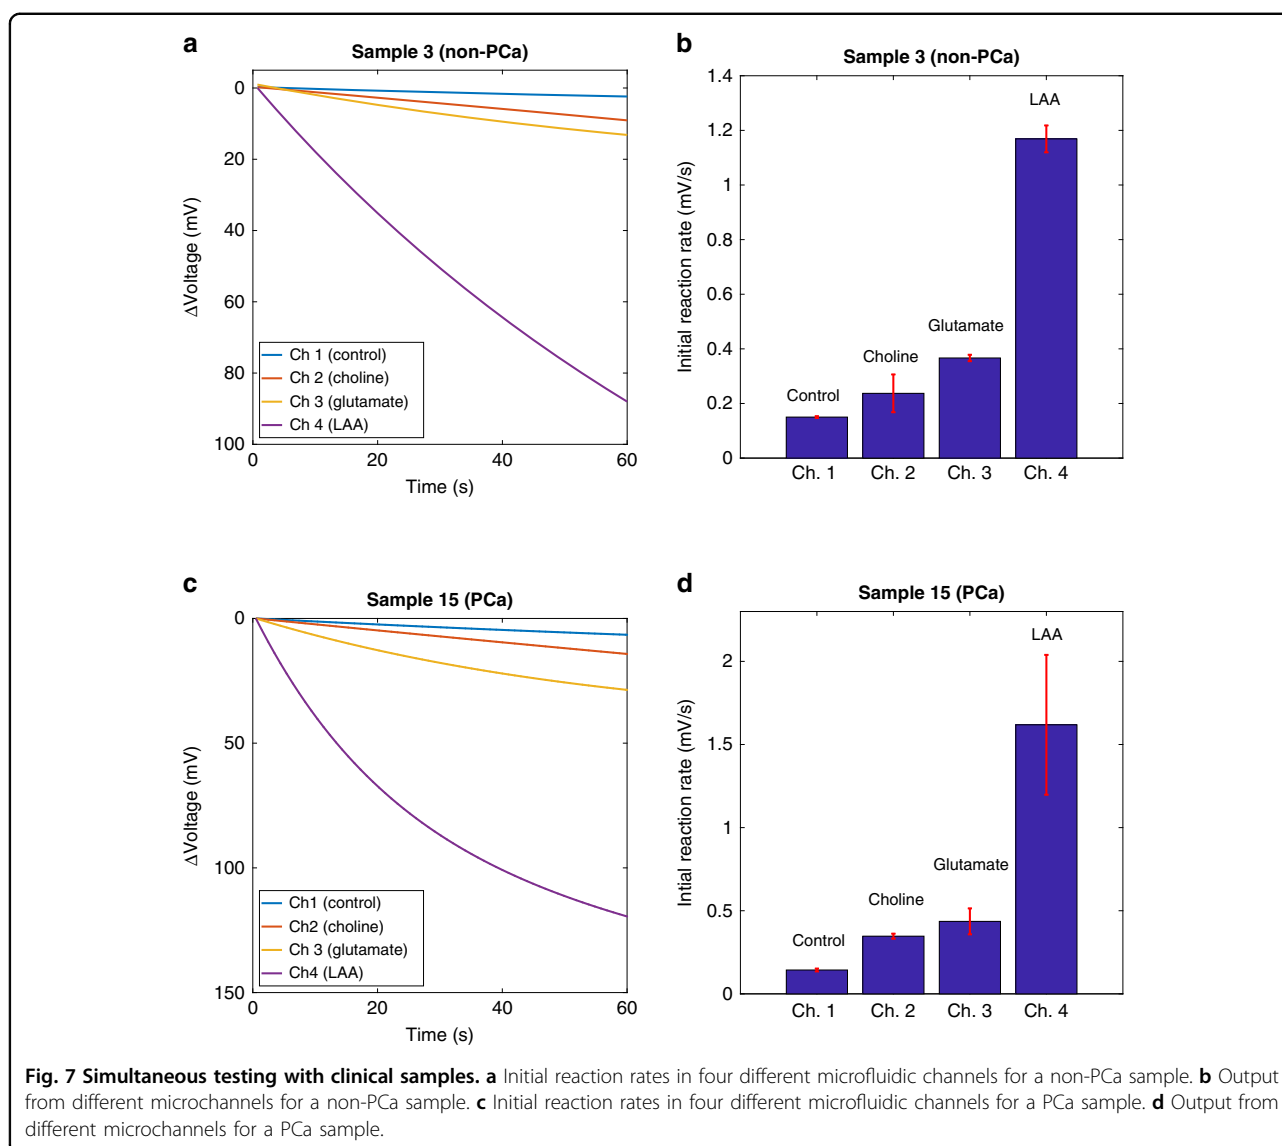 a
Sample 3 (non-PCa)
0
20
40
60
80
100
ΔVoltage (mV)
Ch 1 (control)
Ch 2 (choline)
Ch 3 (glutamate)
Ch 4 (LAA)
0
20
40
60
Time (s)
b
Sample 3 (non-PCa)
1.4
1.2
1
0.8
0.6
0.4
0.2
0
Initial reaction rate (mV/s)
Control
Choline
Glutamate
LAA
Ch. 1
Ch. 2
Ch. 3
Ch. 4
c
Sample 15 (PCa)
0
50
100
150
ΔVoltage (mV)
Ch1 (control)
Ch2 (choline)
Ch 3 (glutamate)
Ch4 (LAA)
0
20
40
60
Time (s)
d
Sample 15 (PCa)
2
1.5
1
0.5
0
Intial reaction rate (mV/s)
Control
Choline
Glutamate
LAA
Ch. 1
Ch. 2
Ch. 3
Ch. 4
Fig. 7 Simultaneous testing with clinical samples. a Initial reaction rates in four different microfluidic channels for a non-PCa sample. b Output
from different microchannels for a non-PCa sample. c Initial reaction rates in four different microfluidic channels for a PCa sample. d Output from
different microchannels for a PCa sample.